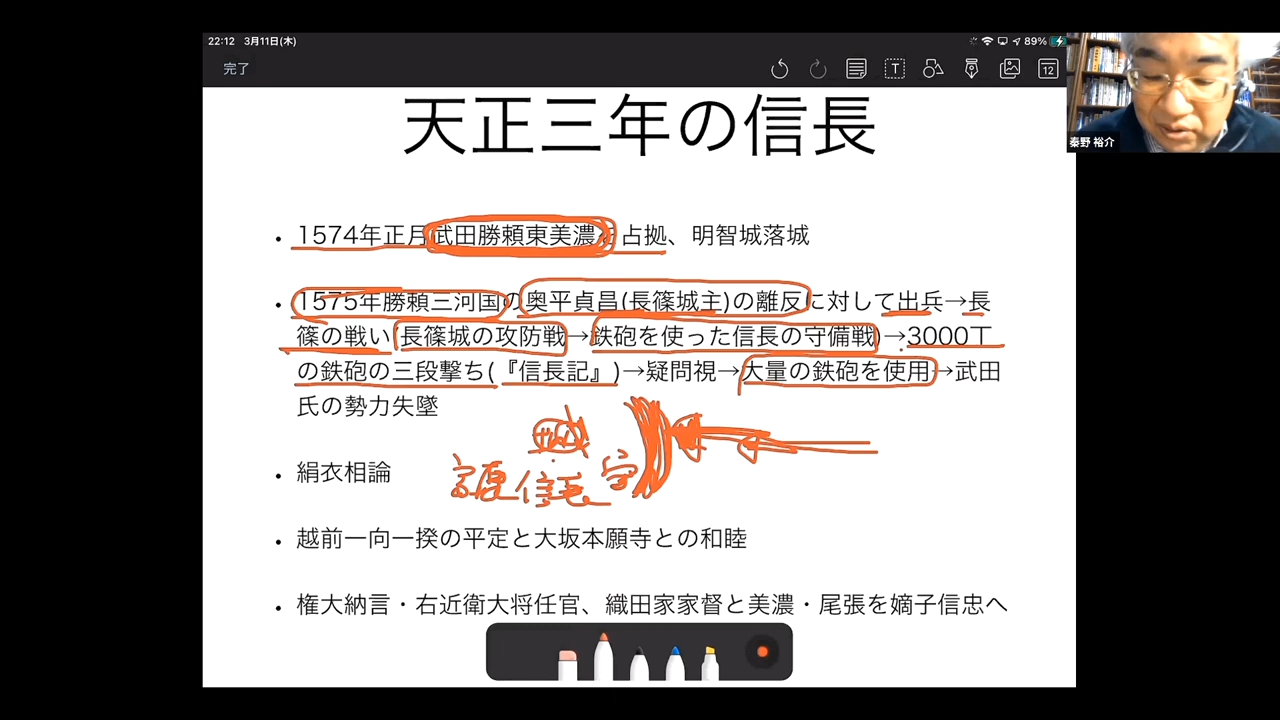 22:12 3月11日(木)
89%
完了
12
秦野 裕介
天正三年の信長
• 1574年正月武田勝頼東美濃を占拠、明智城落城
• 1575年勝頼三河国の奥平貞昌(長篠城主)の離反に対して出兵→長
篠の戦い(長篠城の攻防戦→鉄砲を使った信長の守備戦)→3000丁
の鉄砲の三段撃ち(『信長記』)→疑問視→大量の鉄砲を使用→武田
氏の勢力失墜
• 絹衣相論
信長
• 越前一向一揆の平定と大坂本願寺との和睦
• 権大納言・右近衛大将任官、織田家家督と美濃・尾張を嫡子信忠へ